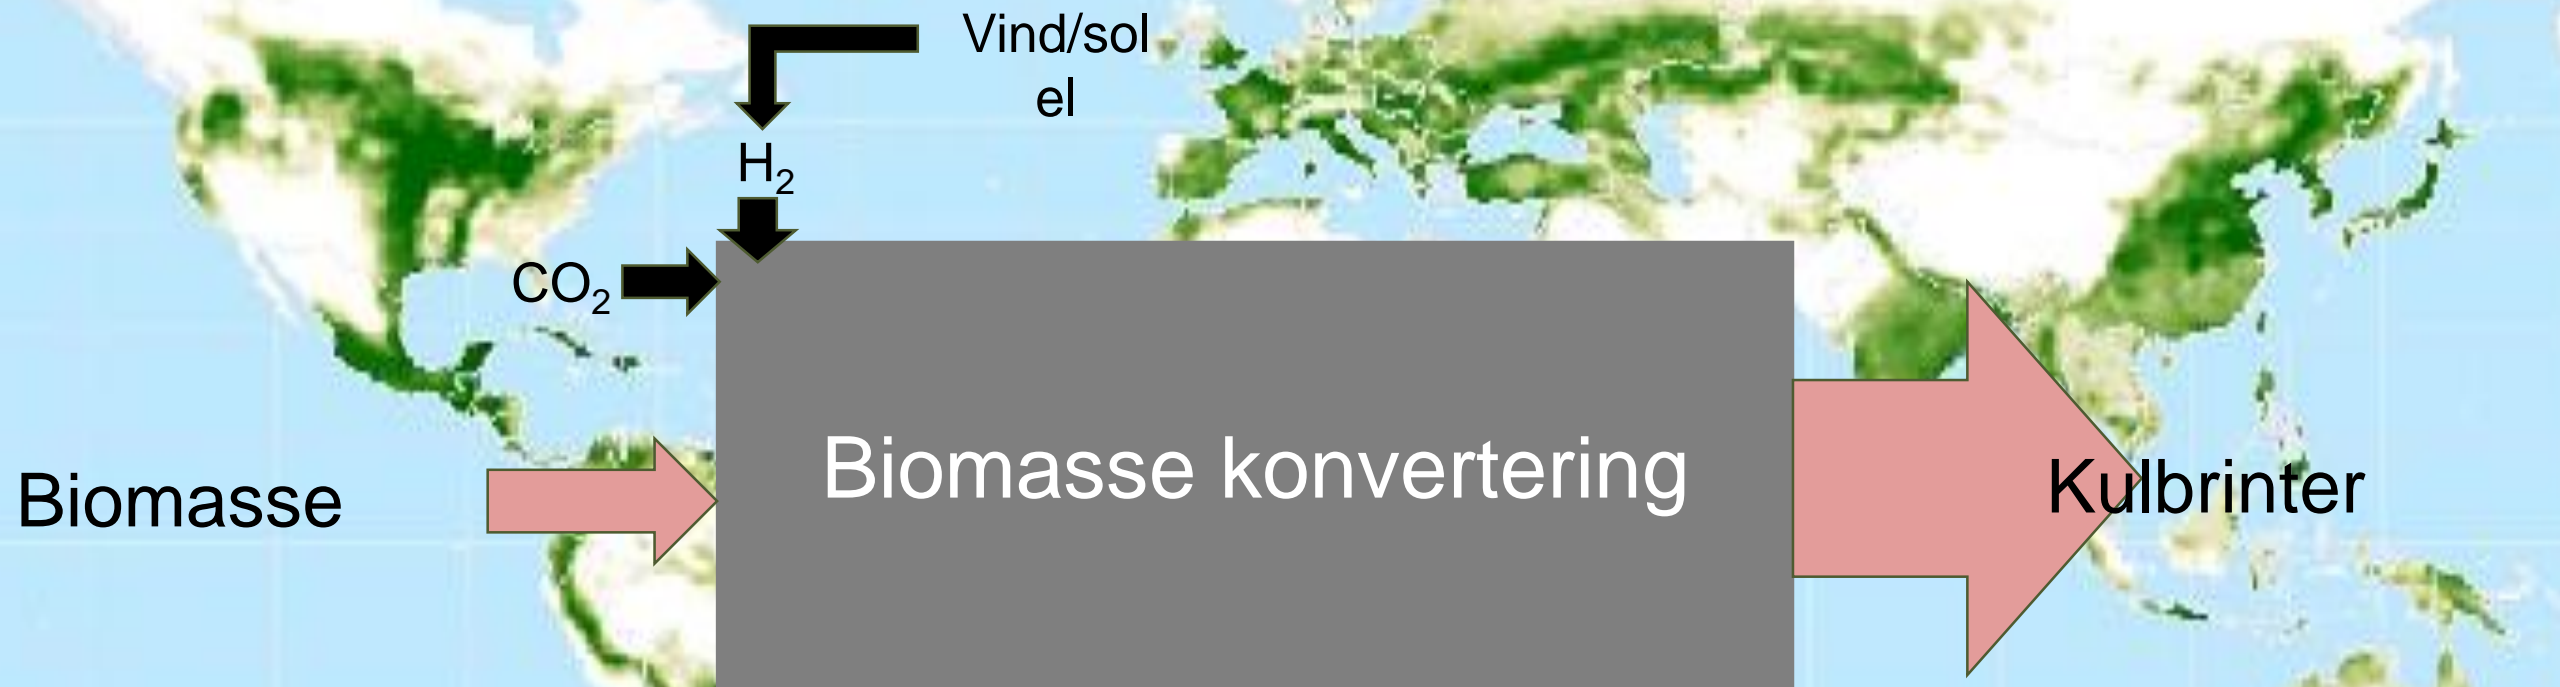 Vind/sol
el
H₂
CO₂
Biomasse konvertering
Biomasse
Kulbrinter